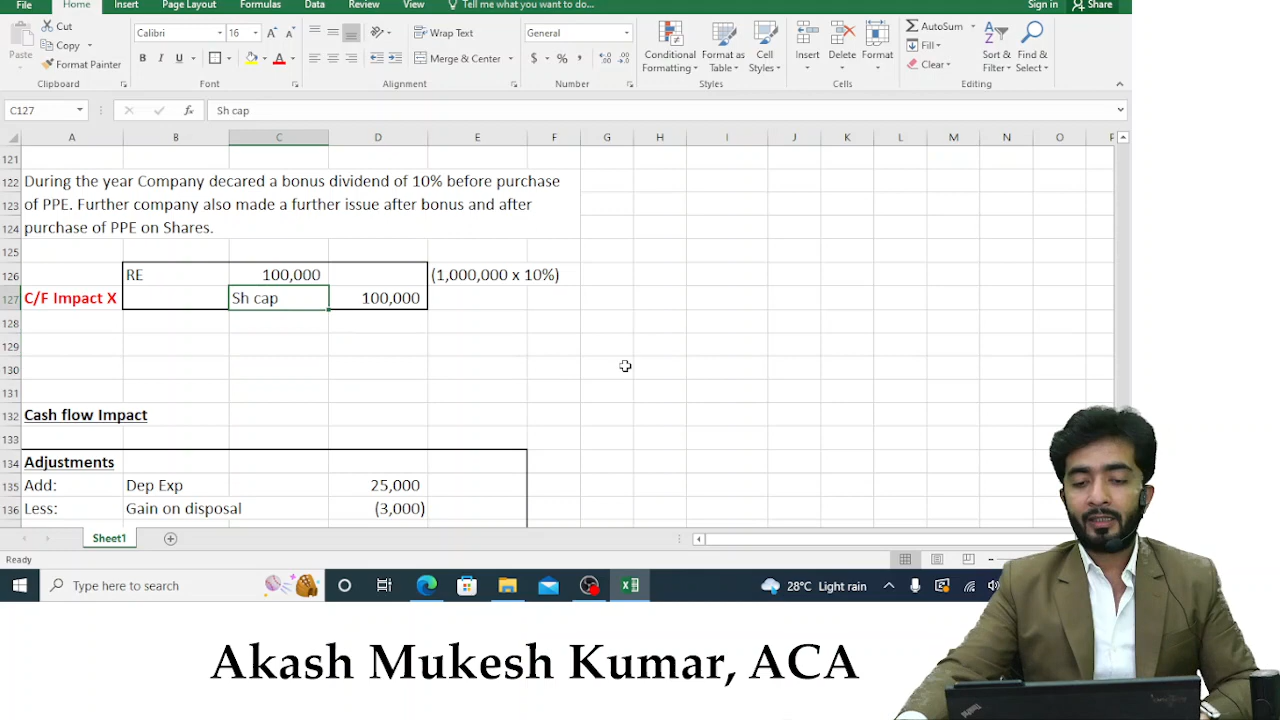 File Home Insert Page Layout Formulas Data Review View Tell me what you want to do... Sign in Share
Cut
Copy
Format Painter
Paste
Clipboard
Calibri 16
B I U
Font
Wrap Text
Merge & Center
Alignment
General
$ % ,
Number
Conditional Formatting
Format as Table
Cell Styles
Styles
Insert Delete Format
Cells
AutoSum
Fill
Clear
Sort & Filter
Find & Select
Editing
C127 fx Sh cap
A B C D E F G H I J K L M N O P
121
122 During the year Company decared a bonus dividend of 10% before purchase
123 of PPE. Further company also made a further issue after bonus and after
124 purchase of PPE on Shares.
125
126 RE 100,000 (1,000,000 x 10%)
127 C/F Impact X Sh cap 100,000
128
129
130
131
132 Cash flow Impact
133
134 Adjustments
135 Add: Dep Exp 25,000
136 Less: Gain on disposal (3,000)
Sheet1
Ready
Type here to search 28°C Light rain
Akash Mukesh Kumar, ACA